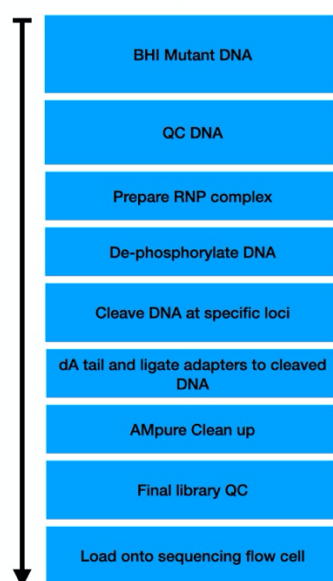 BHI Mutant DNA
QC DNA
Prepare RNP complex
De-phosphorylate DNA
Cleave DNA at specific loci
dA tail and ligate adapters to cleaved
DNA
AMpure Clean up
Final library QC
Load onto sequencing flow cell